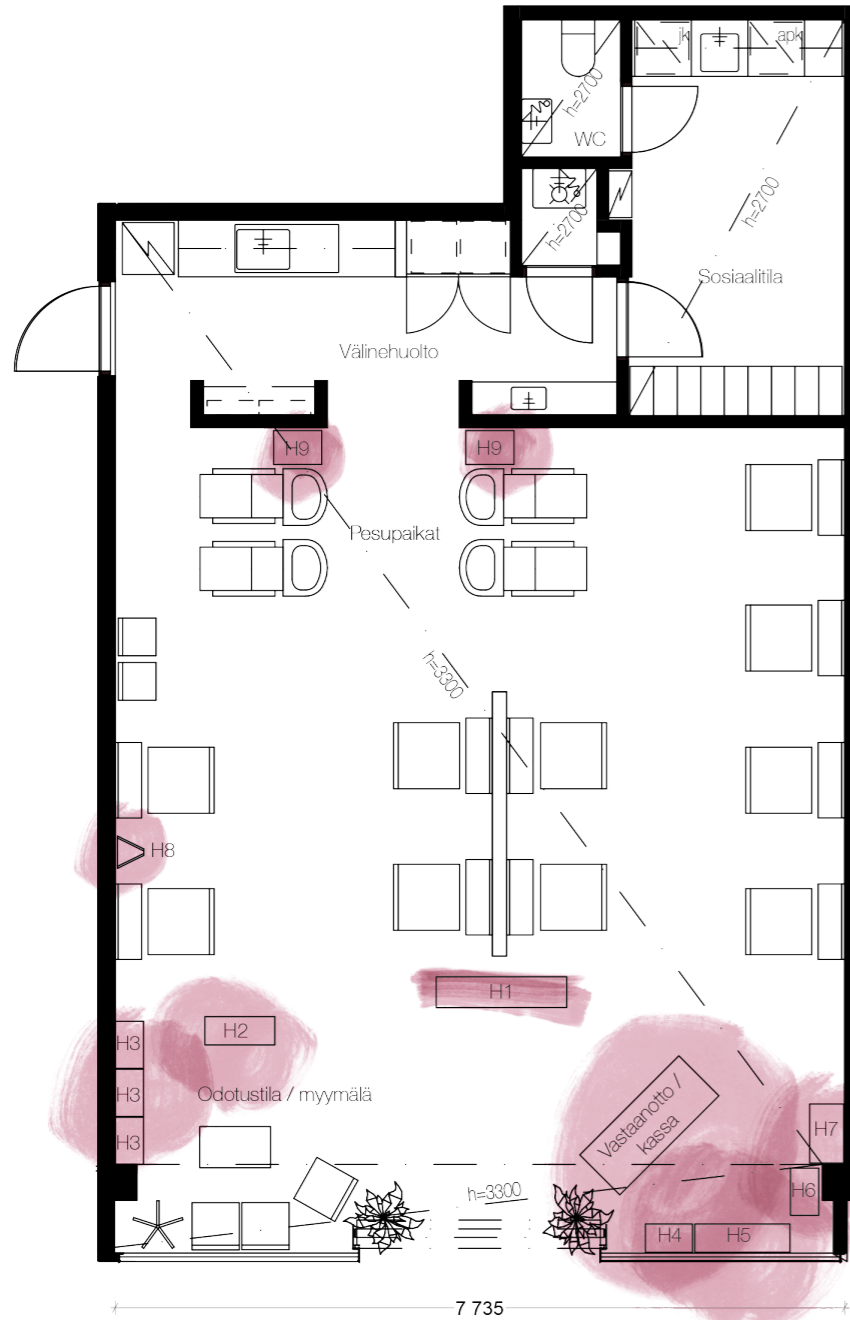 jk
apk
h=2700
WC
h=2700
h=2700
Sosiaalitila
Välinehuolto
H9
H9
Pesupaikat
h=3300
H8
H1
H2
H3
H3
H3
Odotustila / myymälä
Vastaanotto /
kassa
H7
H6
h=3300
H4
H5
7 735